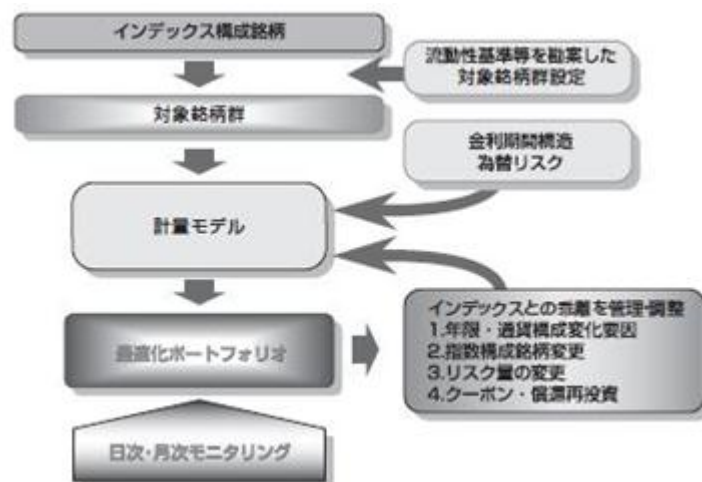 インデックス構成銘柄
流動性基準等を勘案した
対象銘柄群設定
対象銘柄群
金利期間構造
為替リスク
計量モデル
インデックスとの乖離を管理・調整
1.年限・通貨構成変化要因
2.指数構成銘柄変更
3.リスク量の変更
4.クーポン・償還再投資
最適化ポートフォリオ
日次・月次モニタリング